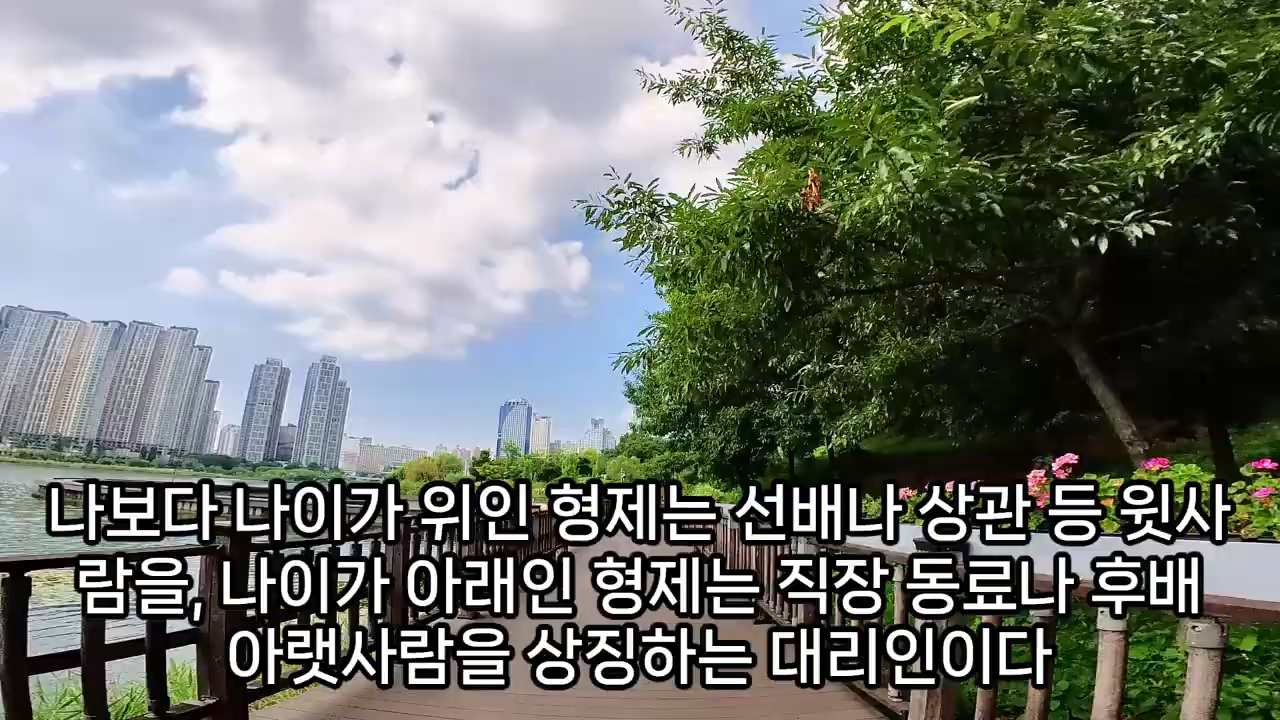 나보다 나이가 위인 형제는 선배나 상관 등 윗사
람을, 나이가 아래인 형제는 직장 동료나 후배
아랫사람을 상징하는 대리인이다